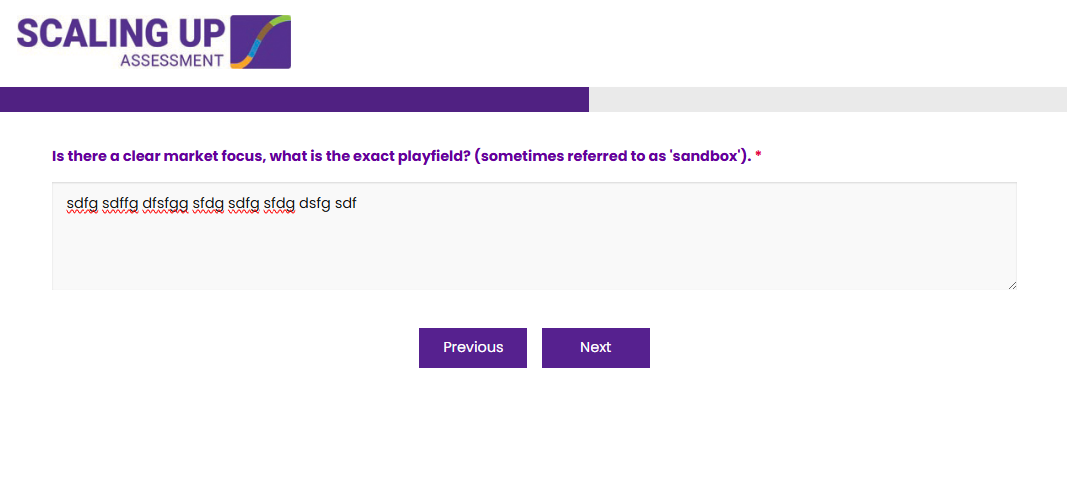 SCALING UP
ASSESSMENT
Is there a clear market focus, what is the exact playfield? (sometimes referred to as 'sandbox'). *
sdfg sdffg dfsfgg sfdg sdfg sfdg dsfg sdf
Previous Next